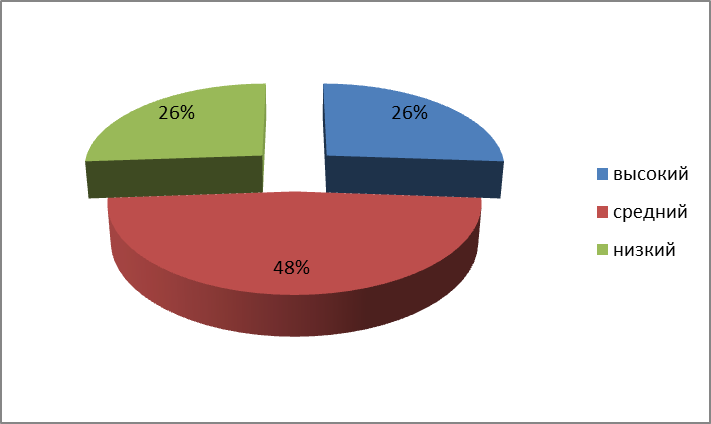 26%
26%
48%
высокий
средний
низкий